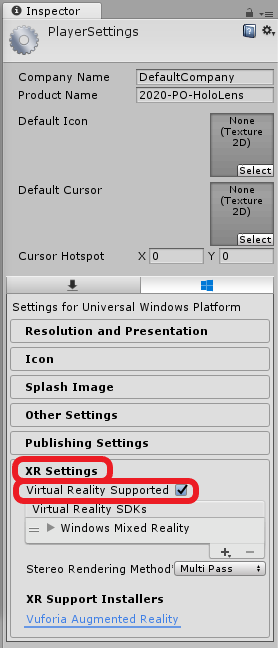 Inspector
PlayerSettings
Company Name DefaultCompany
Product Name 2020-PO-HoloLens
Default Icon
None
(Texture
2D)
Select
Default Cursor
None
(Texture
2D)
Select
Cursor Hotspot X 0 Y 0
Settings for Universal Windows Platform
Resolution and Presentation
Icon
Splash Image
Other Settings
Publishing Settings
XR Settings
Virtual Reality Supported
Virtual Reality SDKs
Windows Mixed Reality
Stereo Rendering Method* Multi Pass
XR Support Installers
Vuforia Augmented Reality